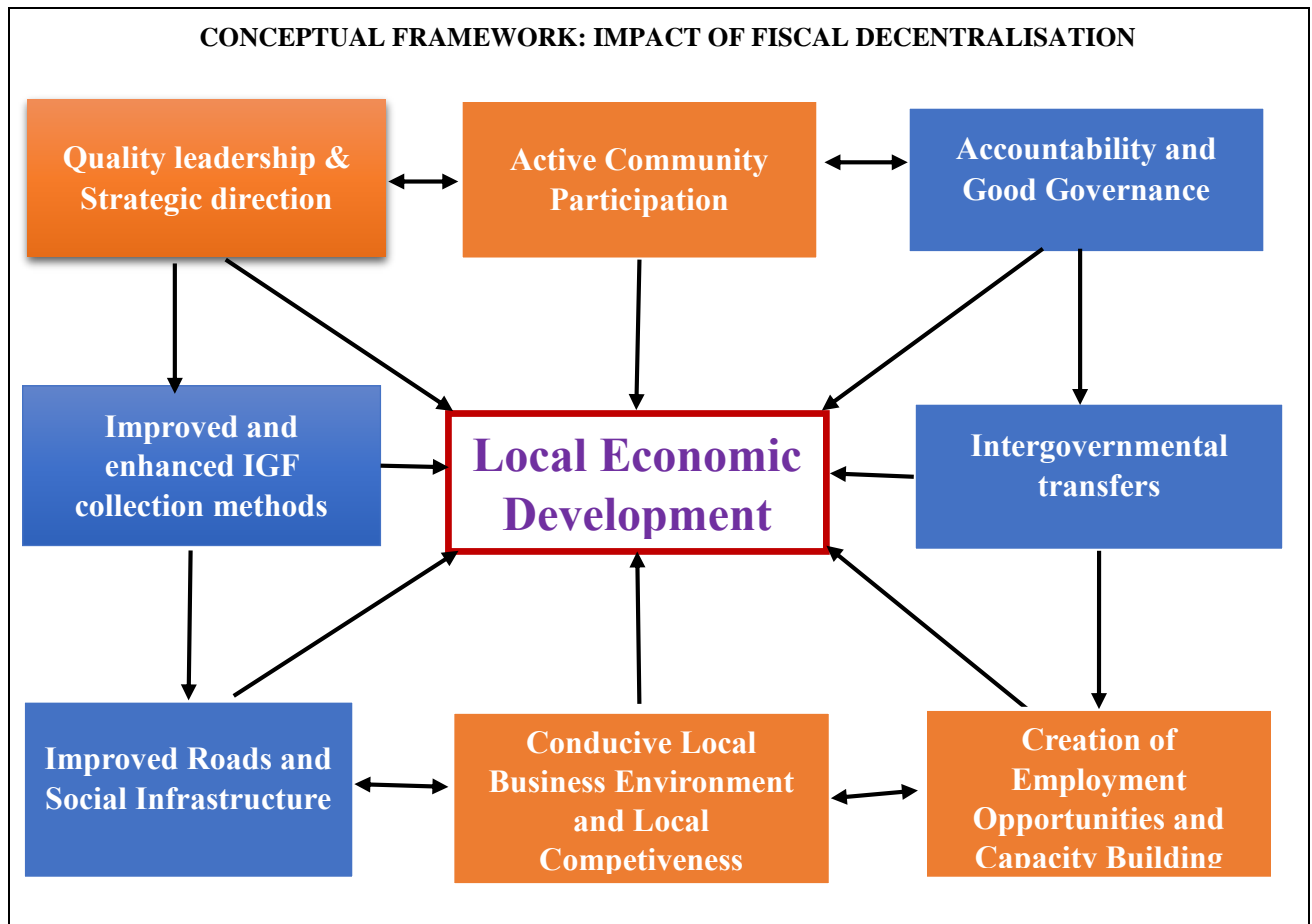 CONCEPTUAL FRAMEWORK: IMPACT OF FISCAL DECENTRALISATION
Quality leadership &
Strategic direction
Active Community
Participation
Accountability and
Good Governance
Improved and
enhanced IGF
collection methods
Local Economic
Development
Intergovernmental
transfers
Improved Roads and
Social Infrastructure
Conducive Local
Business Environment
and Local
Competiveness
Creation of
Employment
Opportunities and
Capacity Building